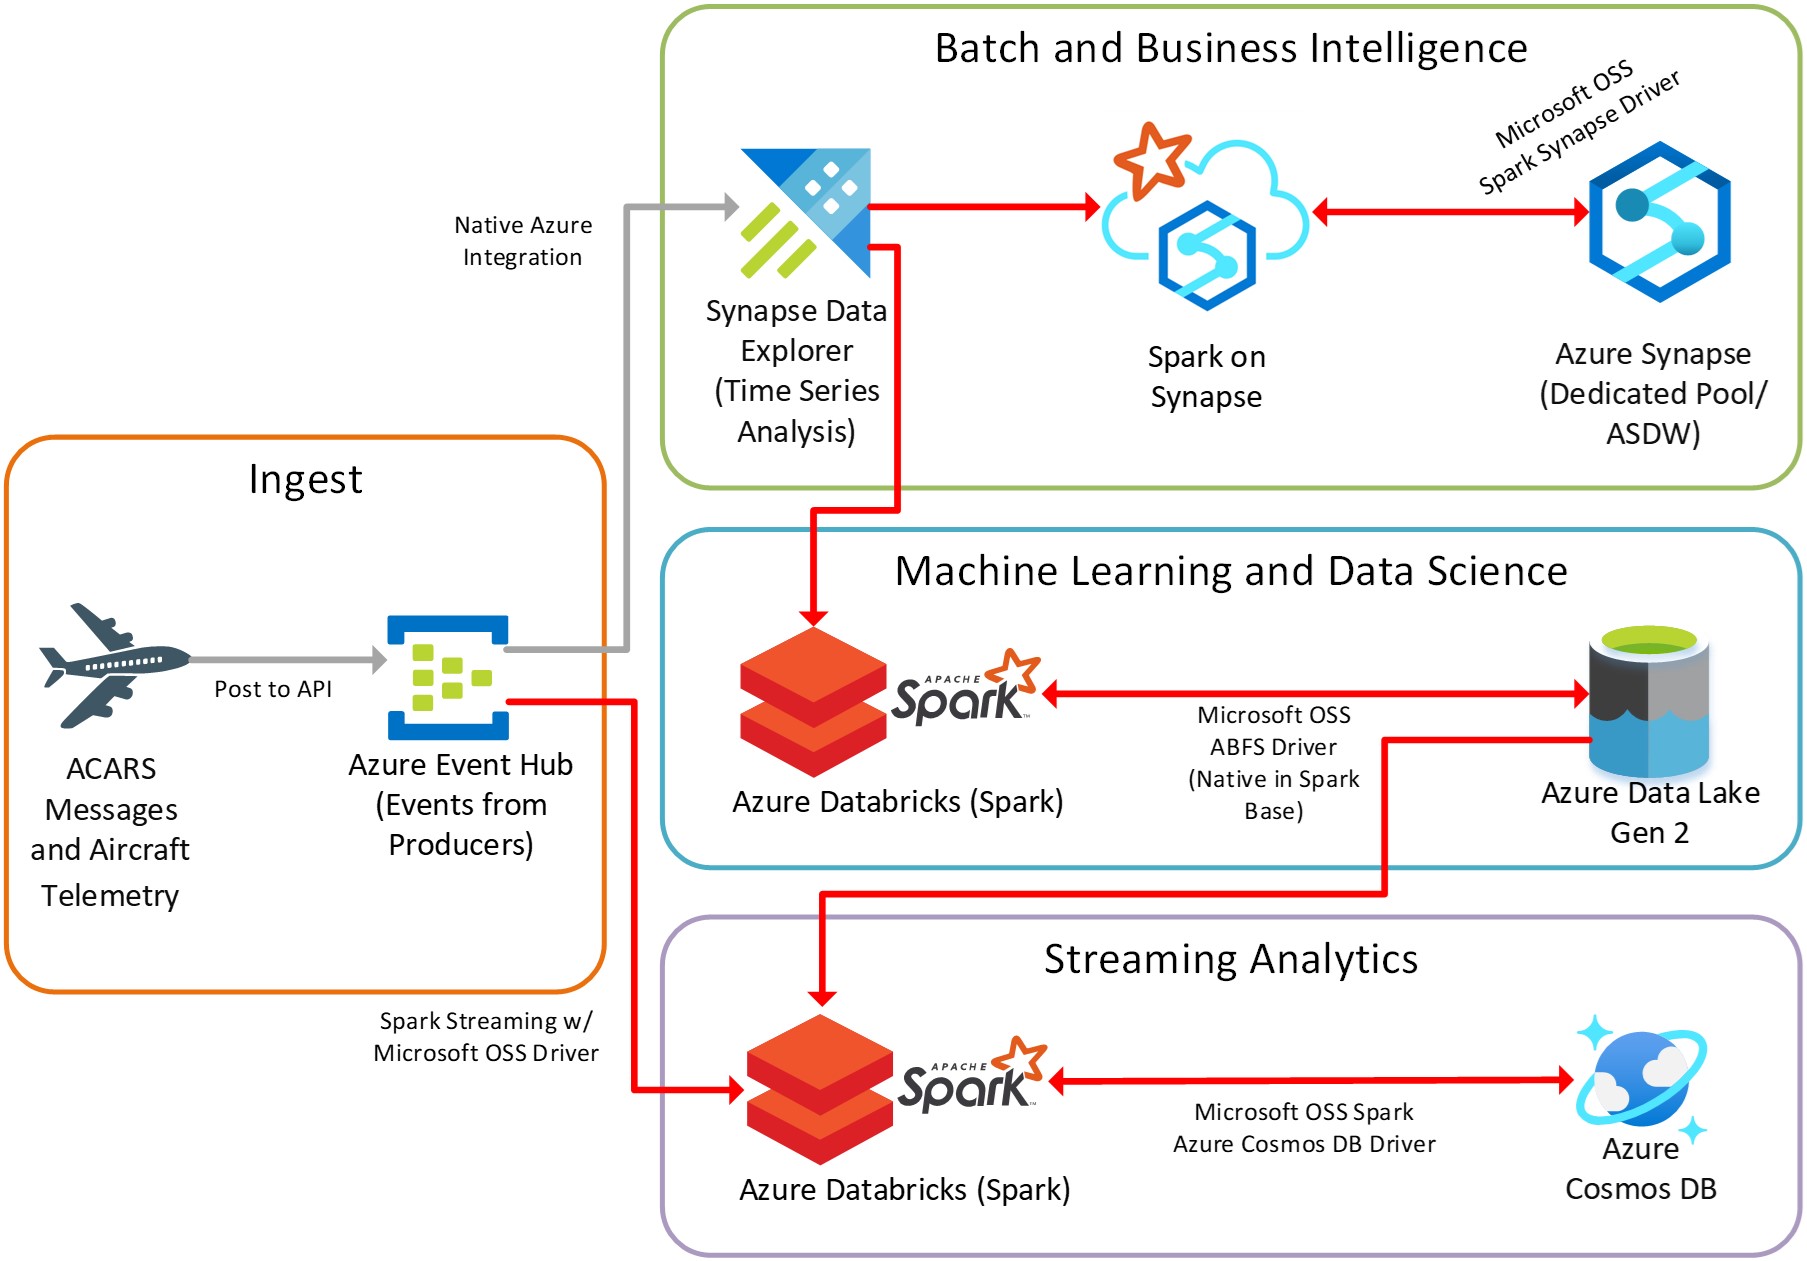 Batch and Business Intelligence
Microsoft OSS
Spark Synapse Driver
Native Azure
Integration
Synapse Data
Explorer
(Time Series
Analysis)
Spark on
Synapse
Azure Synapse
(Dedicated Pool/
ASDW)
Ingest
Post to API
ACARS
Messages
and Aircraft
Telemetry
Azure Event Hub
(Events from
Producers)
Machine Learning and Data Science
APACHE
Spark™
Azure Databricks (Spark)
Microsoft OSS
ABFS Driver
(Native in Spark
Base)
Azure Data Lake
Gen 2
Spark Streaming w/
Microsoft OSS Driver
Streaming Analytics
APACHE
Spark™
Azure Databricks (Spark)
Microsoft OSS Spark
Azure Cosmos DB Driver
Azure
Cosmos DB